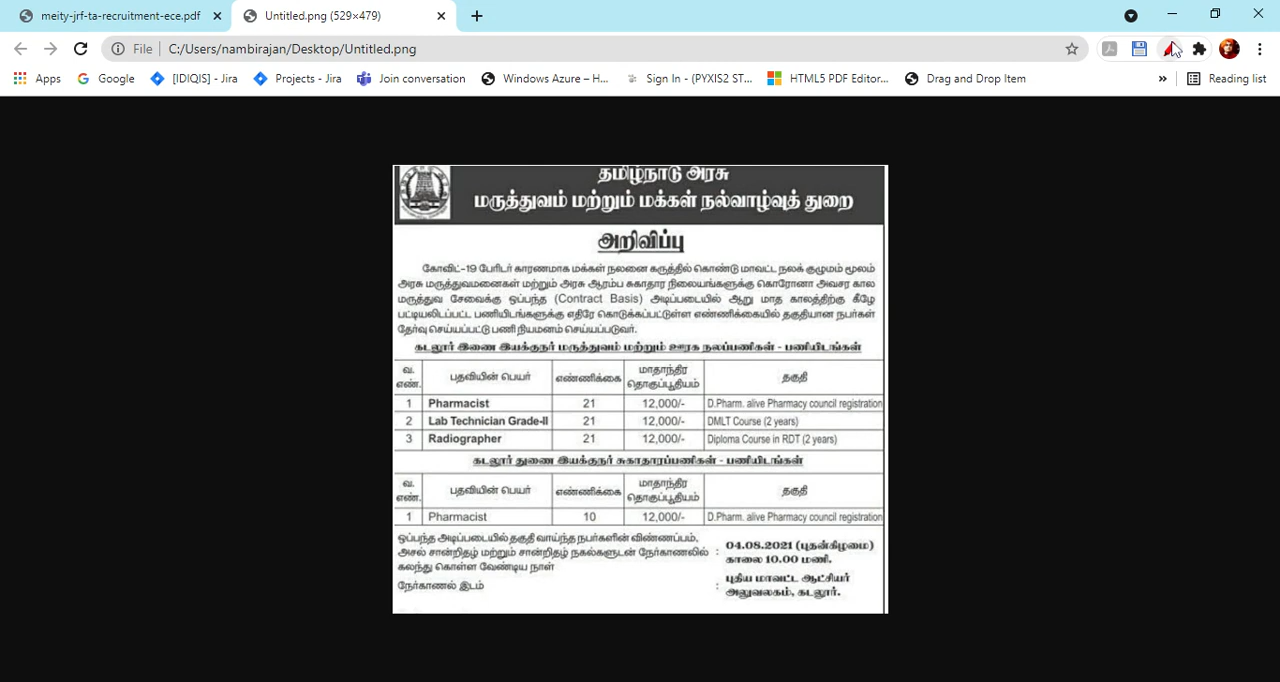 meity-jrf-ta-recruitment-ece.pdf
Untitled.png (529×479)
File C:/Users/nambirajan/Desktop/Untitled.png
Apps Google [IDIQIS] - Jira Projects - Jira Join conversation Windows Azure – H... Sign In - {PYXIS2 ST... HTML5 PDF Editor... Drag and Drop Item » Reading list
தமிழ்நாடு அரசு
மருத்துவம் மற்றும் மக்கள் நல்வாழ்வுத் துறை
அறிவிப்பு
கோவிட்-19 பேரிடர் காரணமாக மக்கள் நலனை கருத்தில் கொண்டு மாவட்ட நலக் குழுமம் மூலம்
அரசு மருத்துவமனைகள் மற்றும் அரசு ஆரம்ப சுகாதார நிலையங்களுக்கு கொரோனா அவசர கால
மருத்துவ சேவைக்கு ஒப்பந்த (Contract Basis) அடிப்படையில் ஆறு மாத காலத்திற்கு கீழே
பட்டியலிடப்பட்ட பணியிடங்களுக்கு எதிரே கொடுக்கப்பட்டுள்ள எண்ணிக்கையில் தகுதியான நபர்கள்
தேர்வு செய்யப்பட்டு பணி நியமனம் செய்யப்படுவர்.
கடலூர் இணை இயக்குநர் மருத்துவம் மற்றும் ஊரக நலப்பணிகள் - பணியிடங்கள்
வ. எண். பதவியின் பெயர் எண்ணிக்கை மாதாந்திர தொகுப்பூதியம் தகுதி
1 Pharmacist 21 12,000/- D.Pharm. alive Pharmacy council registration
2 Lab Technician Grade-II 21 12,000/- DMLT Course (2 years)
3 Radiographer 21 12,000/- Diploma Course in RDT (2 years)
கடலூர் துணை இயக்குநர் சுகாதாரப்பணிகள் - பணியிடங்கள்
வ. எண். பதவியின் பெயர் எண்ணிக்கை மாதாந்திர தொகுப்பூதியம் தகுதி
1 Pharmacist 10 12,000/- D.Pharm. alive Pharmacy council registration
ஒப்பந்த அடிப்படையில் தகுதி வாய்ந்த நபர்களின் விண்ணப்பம்,
அசல் சான்றிதழ் மற்றும் சான்றிதழ் நகல்களுடன் நேர்காணலில்
கலந்து கொள்ள வேண்டிய நாள்
: 04.08.2021 (புதன்கிழமை)
காலை 10.00 மணி.
நேர்காணல் இடம்
: புதிய மாவட்ட ஆட்சியர்
அலுவலகம், கடலூர்.